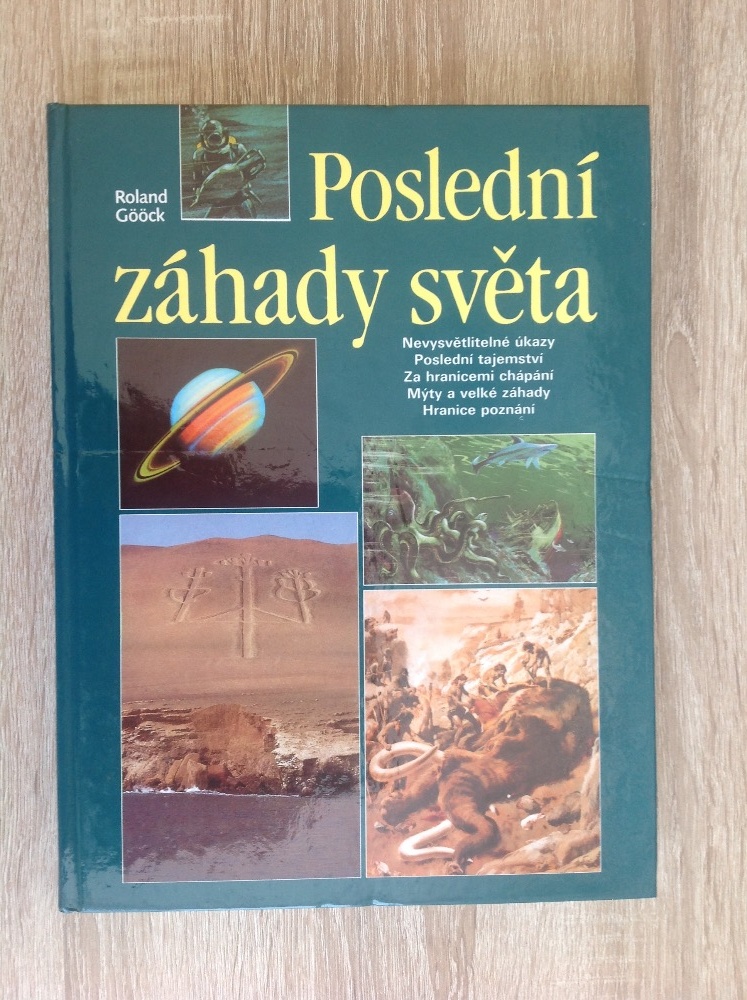 Roland
Gööck
Poslední
záhady světa
Nevysvětlitelné úkazy
Poslední tajemství
Za hranicemi chápání
Mýty a velké záhady
Hranice poznání